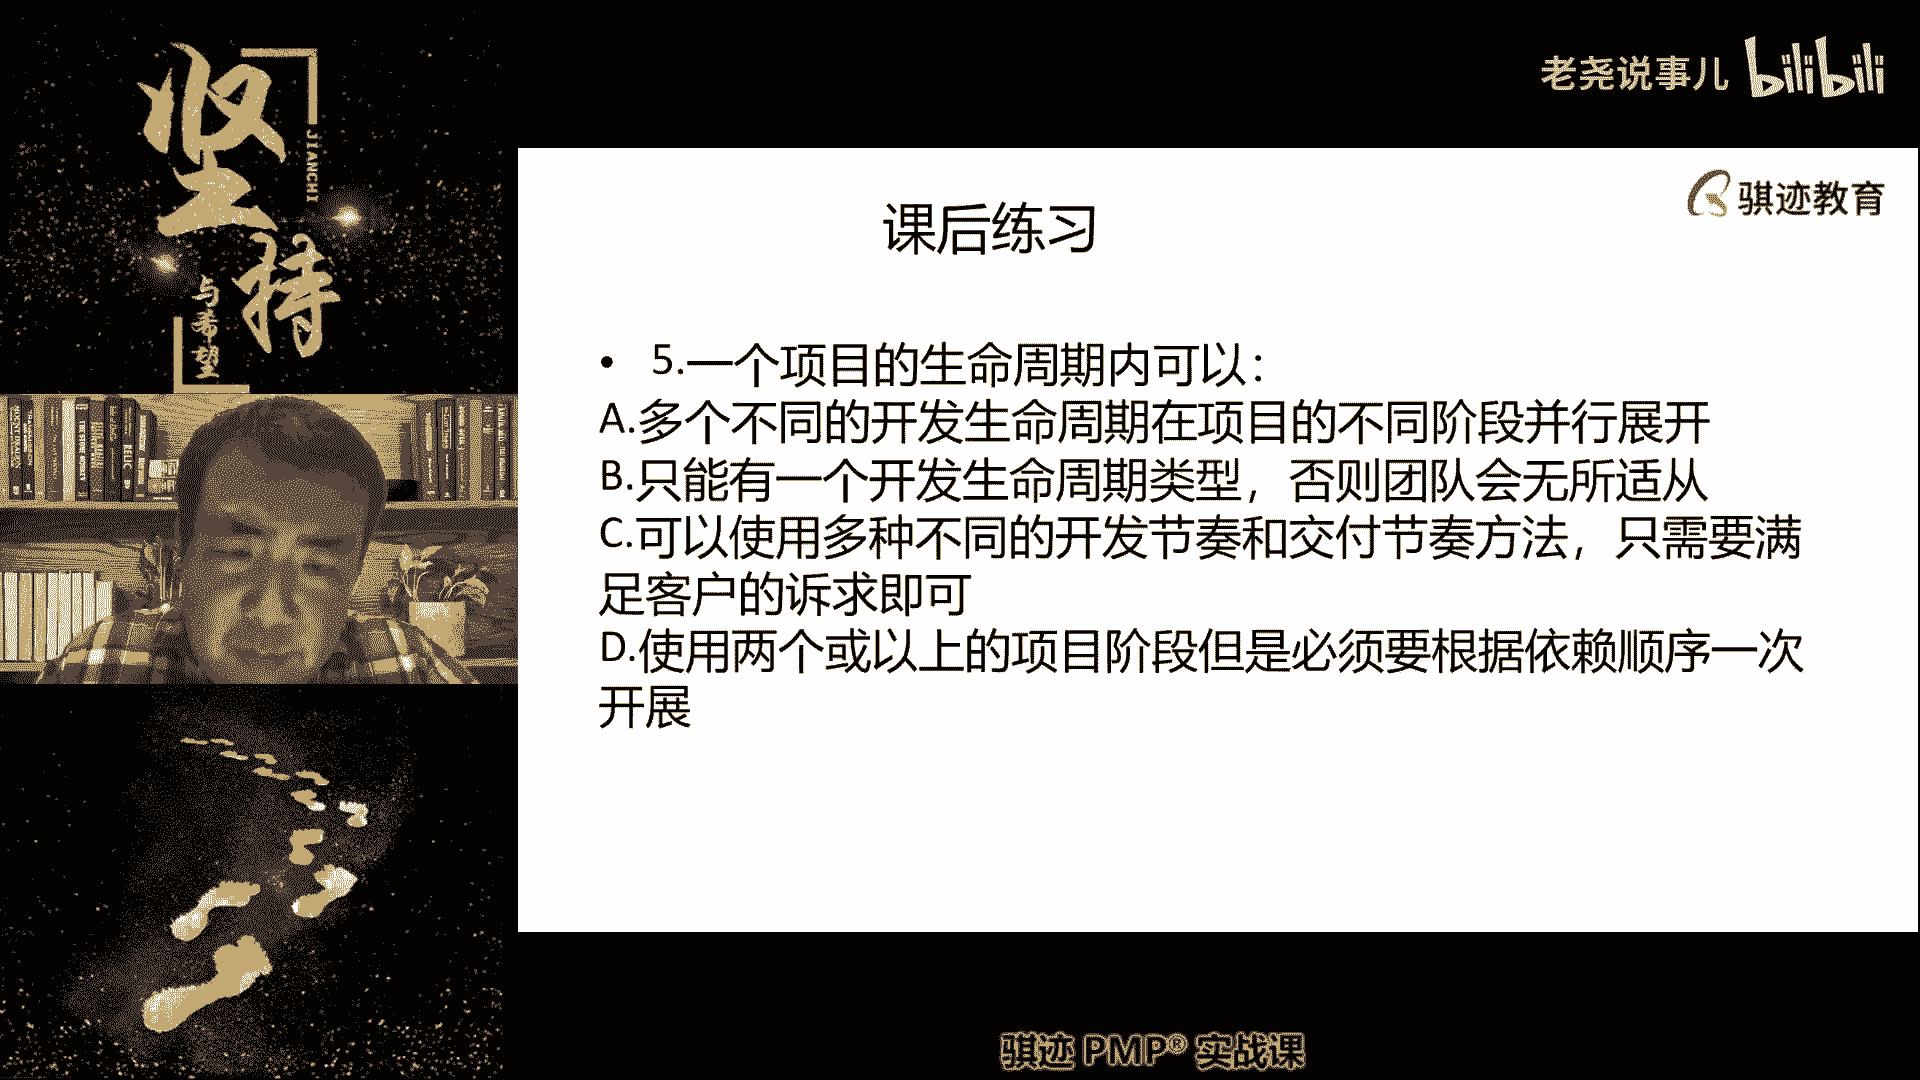 坚持
JIANCHI
与希望
老尧说事儿 bilibili
骐迹教育
课后练习
• 5.一个项目的生命周期内可以：
A.多个不同的开发生命周期在项目的不同阶段并行展开
B.只能有一个开发生命周期类型，否则团队会无所适从
C.可以使用多种不同的开发节奏和交付节奏方法，只需要满
足客户的诉求即可
D.使用两个或以上的项目阶段但是必须要根据依赖顺序一次
开展
骐迹 PMP® 实战课